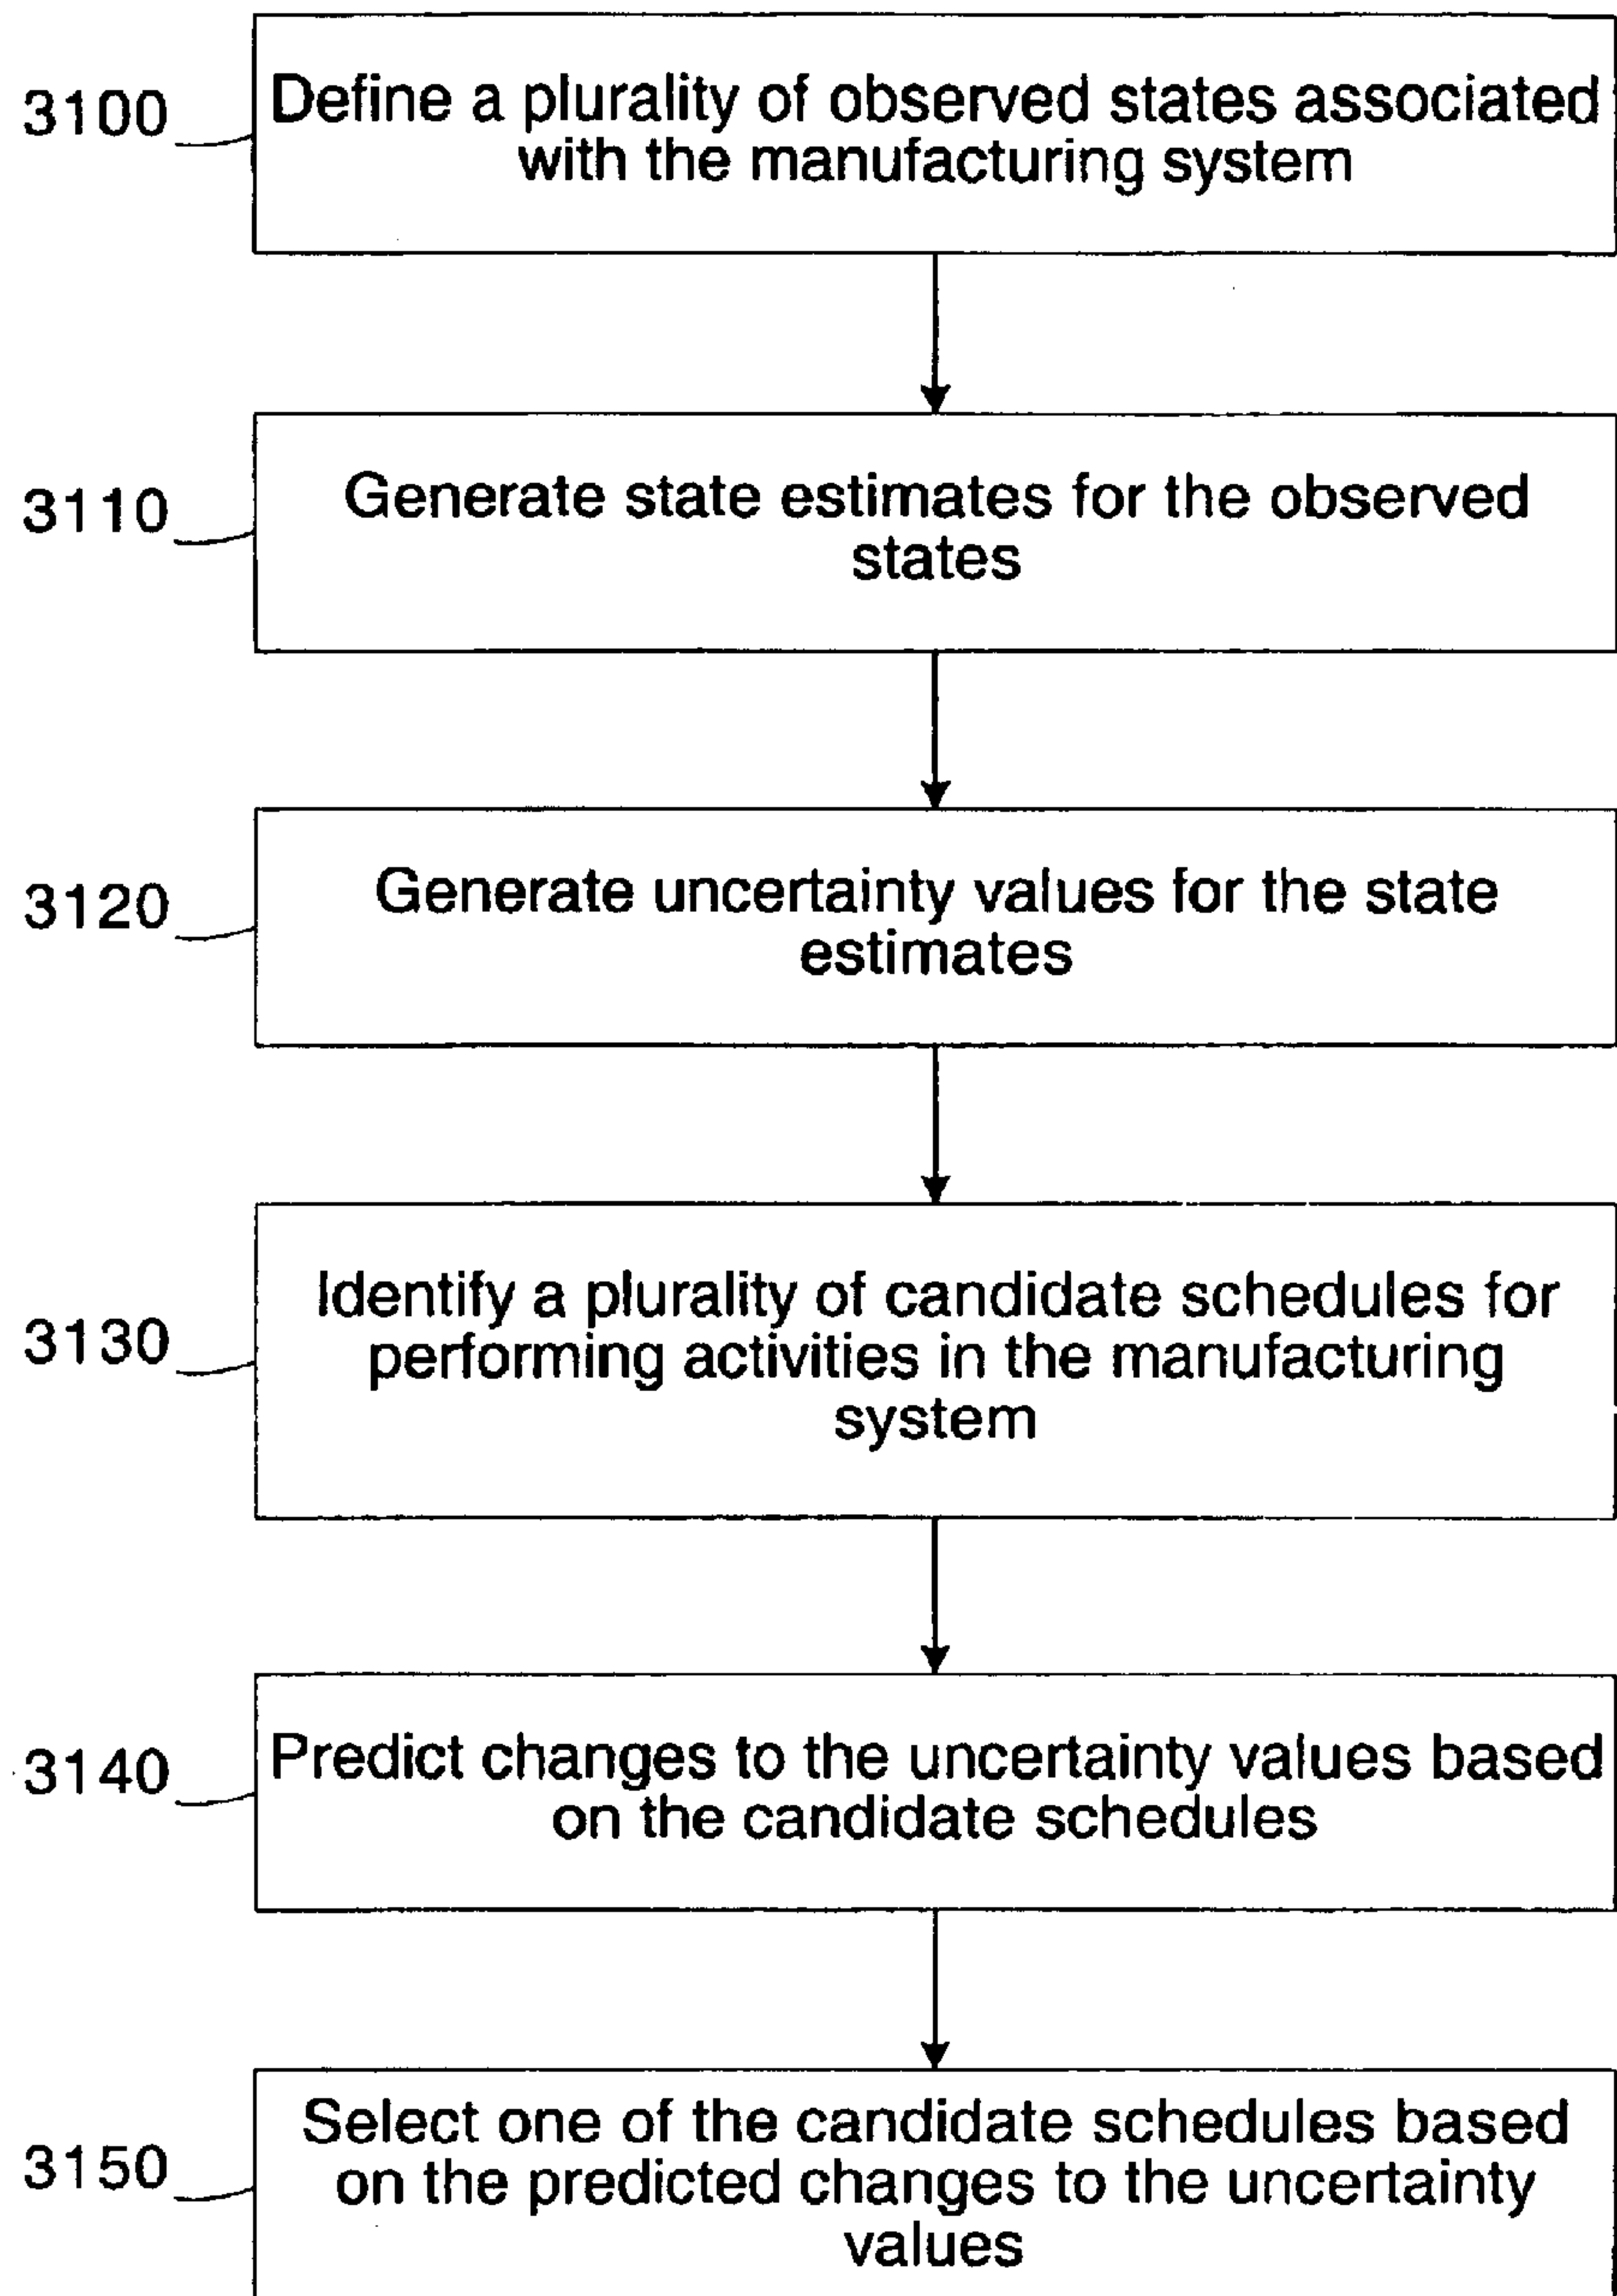 3100
Define a plurality of observed states associated
with the manufacturing system
3110
Generate state estimates for the observed
states
3120
Generate uncertainty values for the state
estimates
3130
Identify a plurality of candidate schedules for
performing activities in the manufacturing
system
3140
Predict changes to the uncertainty values based
on the candidate schedules
3150
Select one of the candidate schedules based
on the predicted changes to the uncertainty
values